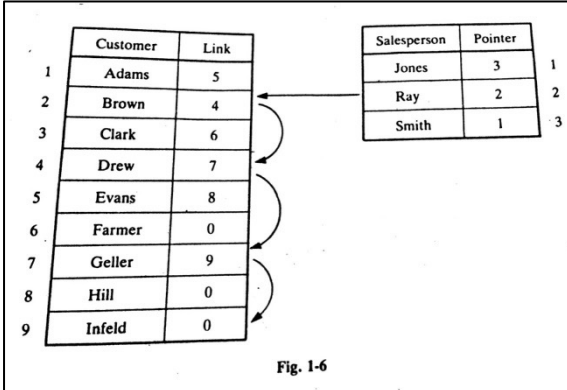 Customer Link
1 Adams 5
2 Brown 4
3 Clark 6
4 Drew 7
5 Evans 8
6 Farmer 0
7 Geller 9
8 Hill 0
9 Infeld 0
Salesperson Pointer
Jones 3 1
Ray 2 2
Smith 1 3
Fig. 1-6